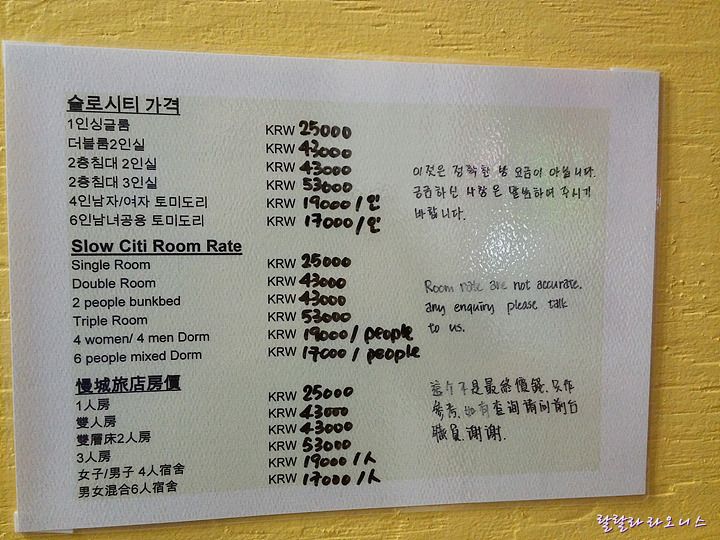 슬로시티 가격
1인싱글룸 KRW 25000
더블룸2인실 KRW 43000
2층침대 2인실 KRW 43000
2층침대 3인실 KRW 53000
4인남자/여자 토미도리 KRW 19000 / 인
6인남녀공용 토미도리 KRW 17000 / 인
이것은 정확한 방 요금이 아닙니다.
궁금하신 사항은 말씀하여 주시기
바랍니다.
Slow Citi Room Rate
Single Room KRW 25000
Double Room KRW 43000
2 people bunkbed KRW 43000
Triple Room KRW 53000
4 women/ 4 men Dorm KRW 19000 / people
6 people mixed Dorm KRW 17000 / people
Room rate are not accurate.
any enquiry please talk
to us.
慢城旅店房價
1人房 KRW 25000
雙人房 KRW 43000
雙層床2人房 KRW 43000
3人房 KRW 53000
女子/男子 4人宿舍 KRW 19000 /人
男女混合6人宿舍 KRW 17000 /人
這个不是最終價錢.只作
參考.如有查詢請问前台
職員.谢谢.
랄랄라 라오니스